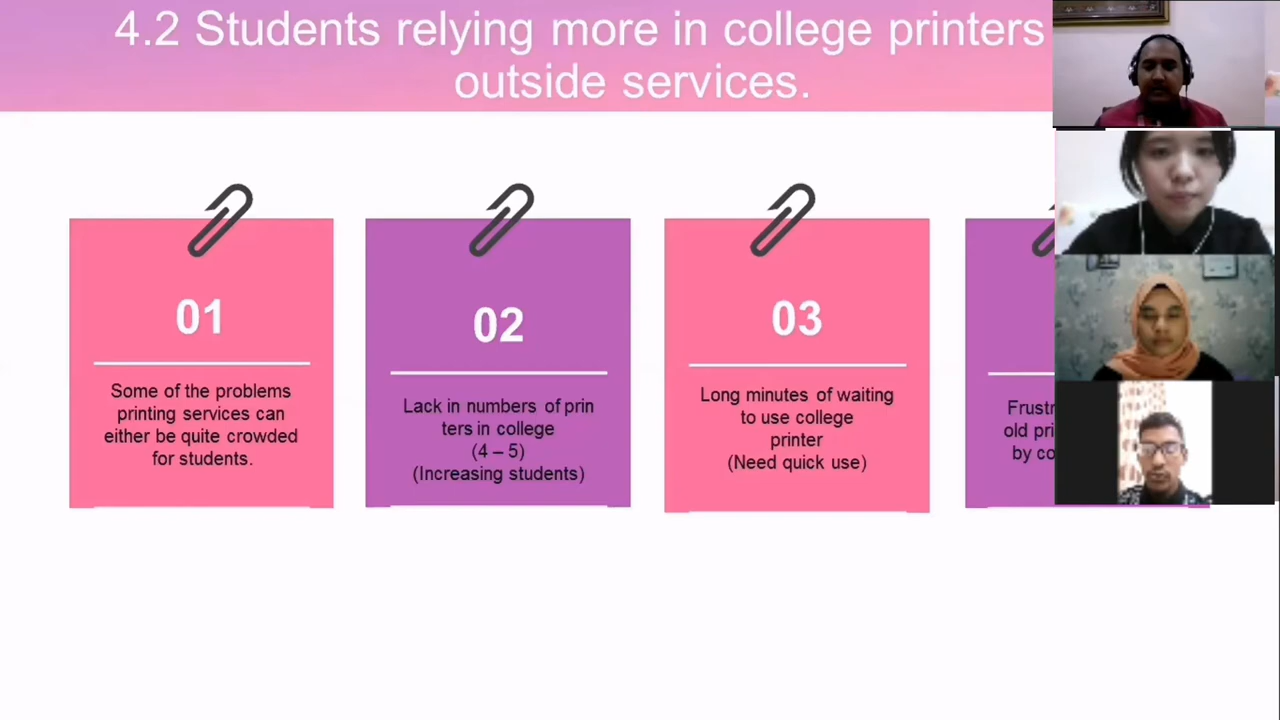 4.2 Students relying more in college printers
outside services.
01
Some of the problems
printing services can
either be quite crowded
for students.
02
Lack in numbers of prin
ters in college
(4 – 5)
(Increasing students)
03
Long minutes of waiting
to use college
printer
(Need quick use)
old
by